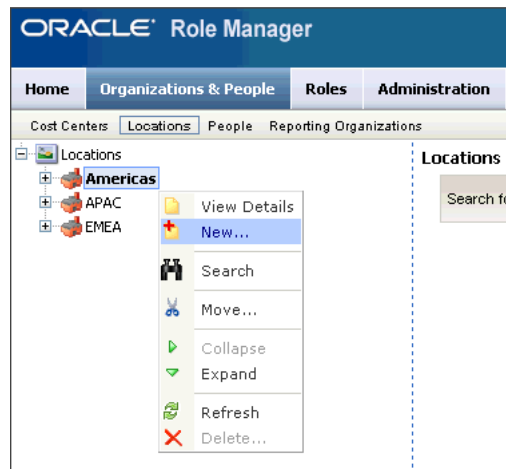 ORACLE Role Manager
Home Organizations & People Roles Administration
Cost Centers Locations People Reporting Organizations
Locations
Americas
APAC
EMEA
View Details
New...
Search
Move...
Collapse
Expand
Refresh
Delete...
Locations
Search